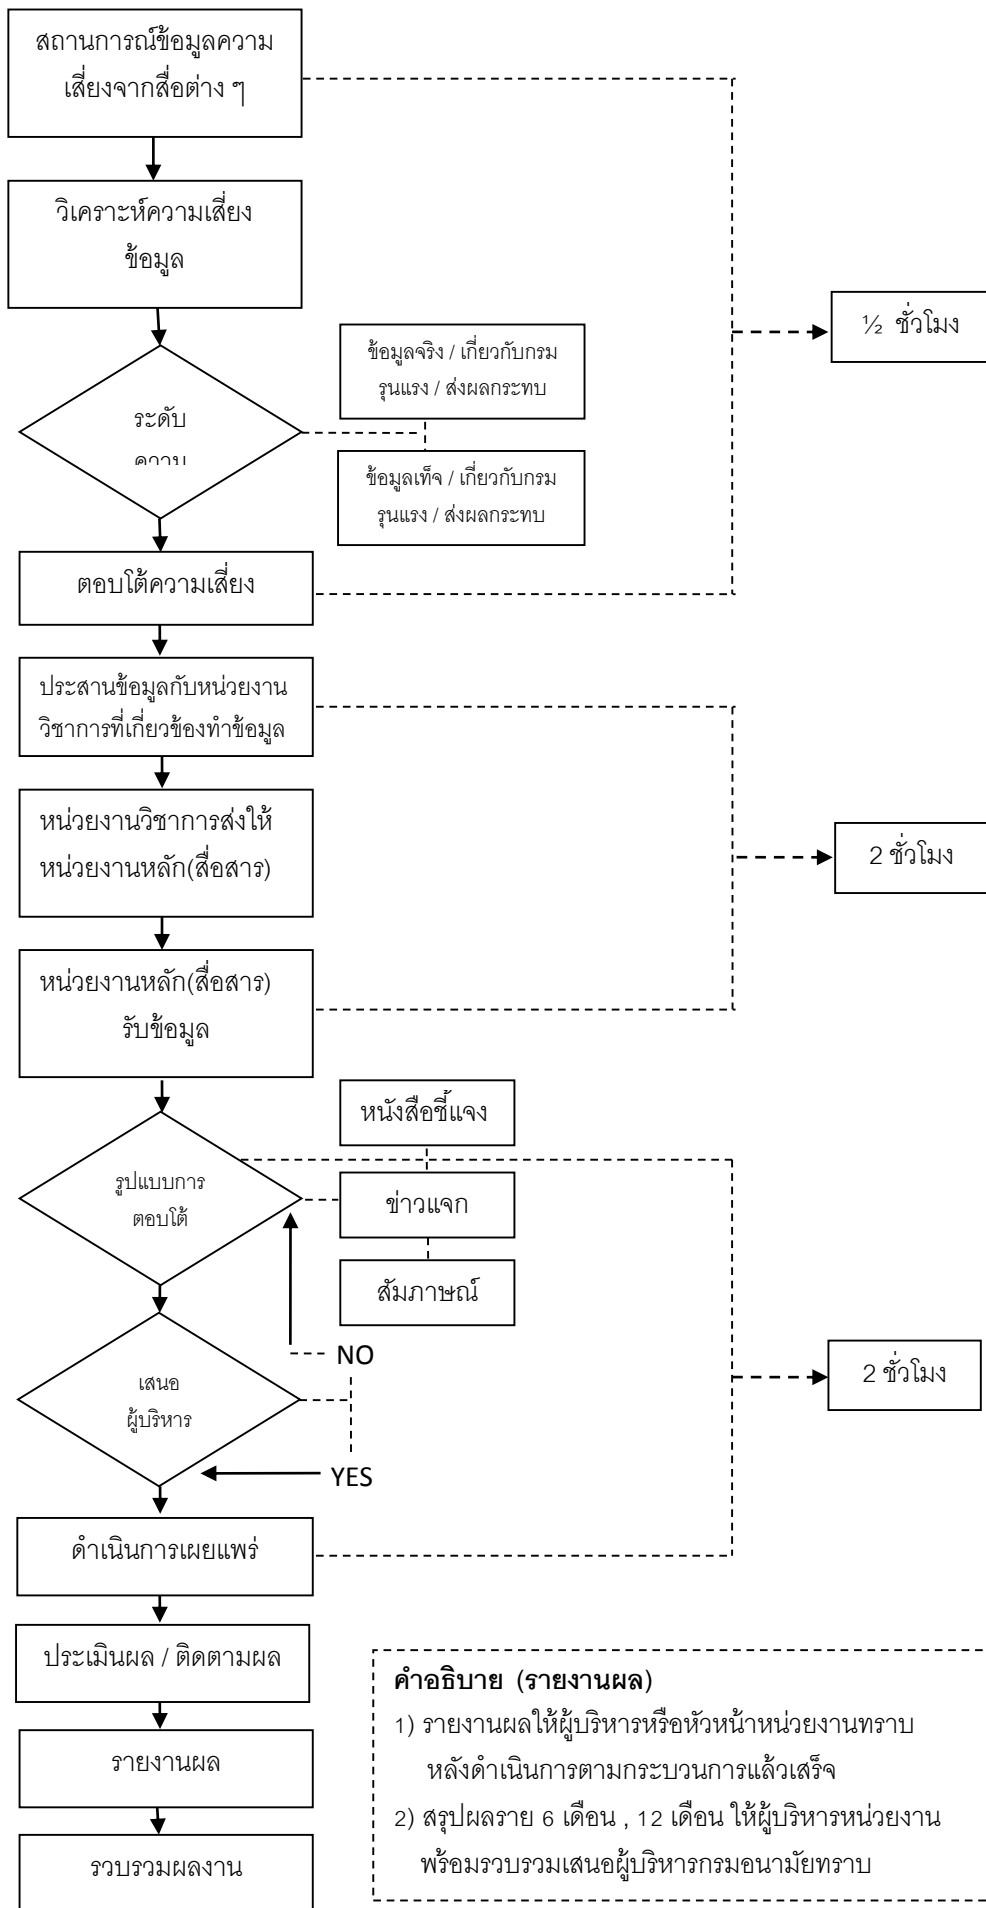 สถานการณ์ข้อมูลความ
เสี่ยงจากสื่อต่าง ๆ
วิเคราะห์ความเสี่ยง
ข้อมูล
½ ชั่วโมง
ข้อมูลจริง / เกี่ยวกับกรม
รุนแรง / ส่งผลกระทบ
ระดับ
ข้อมูลเท็จ / เกี่ยวกับกรม
รุนแรง / ส่งผลกระทบ
ตอบโต้ความเสี่ยง
ประสานข้อมูลกับหน่วยงาน
วิชาการที่เกี่ยวข้องทำข้อมูล
หน่วยงานวิชาการส่งให้
หน่วยงานหลัก(สื่อสาร)
2 ชั่วโมง
หน่วยงานหลัก(สื่อสาร)
รับข้อมูล
หนังสือชี้แจง
รูปแบบการ
ตอบโต้
ข่าวแจก
สัมภาษณ์
NO
เสนอ
ผู้บริหาร
2 ชั่วโมง
YES
ดำเนินการเผยแพร่
ประเมินผล / ติดตามผล
รายงานผล
รวบรวมผลงาน
คำอธิบาย (รายงานผล)
1) รายงานผลให้ผู้บริหารหรือหัวหน้าหน่วยงานทราบ
หลังดำเนินการตามกระบวนการแล้วเสร็จ
2) สรุปผลราย 6 เดือน , 12 เดือน ให้ผู้บริหารหน่วยงาน
พร้อมรวบรวมเสนอผู้บริหารกรมอนามัยทราบ